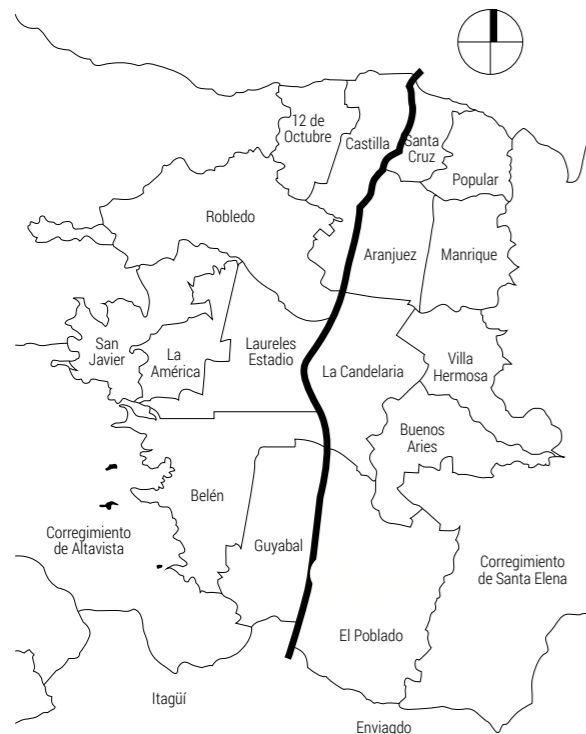 12 de
Octubre
Castilla
Santa
Cruz
Popular
Robledo
Aranjuez
Manrique
San
Javier
La
América
Laureles
Estadio
La Candelaria
Villa
Hermosa
Buenos
Aries
Belén
Guyabal
Corregimiento
de Altavista
Corregimiento
de Santa Elena
El Poblado
Itagüí
Enviagdo